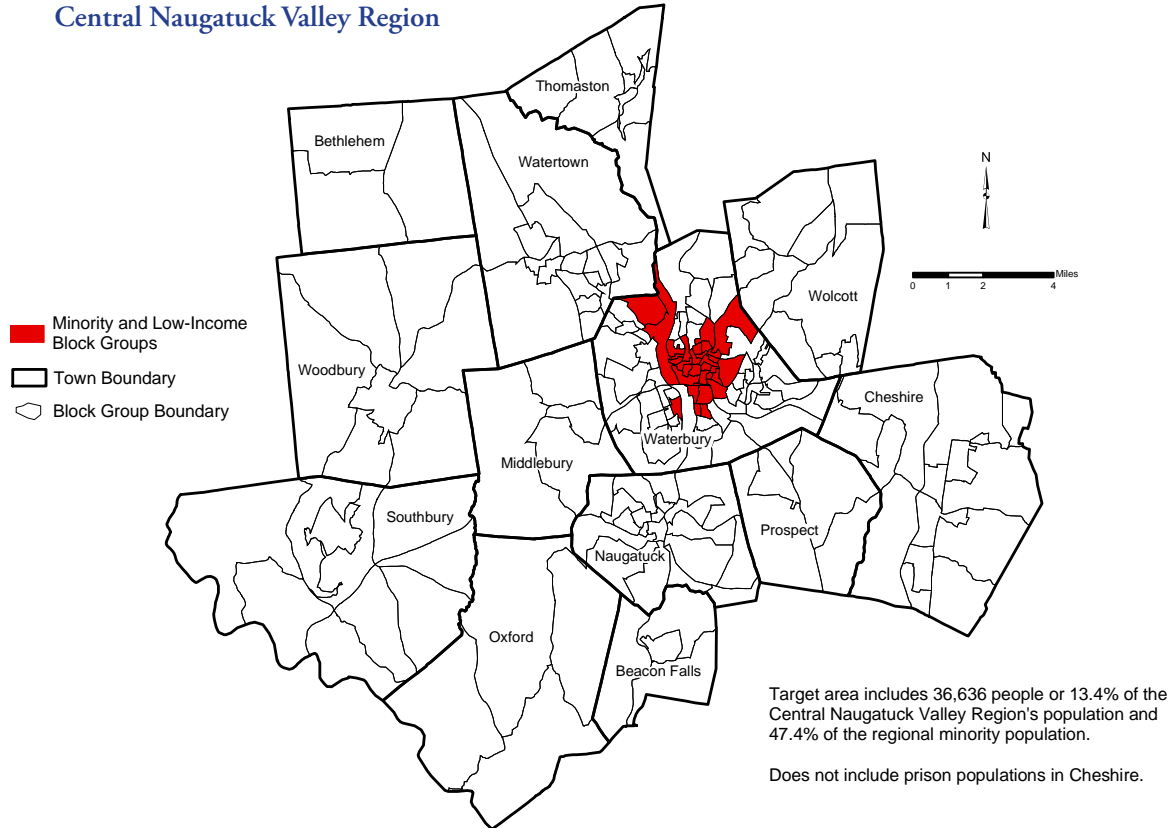 Central Naugatuck Valley Region
Thomaston
Bethlehem
Watertown
N
Miles
0 1 2 4
Wolcott
Minority and Low-Income
Block Groups
Town Boundary
Block Group Boundary
Woodbury
Cheshire
Waterbury
Middlebury
Southbury
Prospect
Naugatuck
Oxford
Beacon Falls
Target area includes 36,636 people or 13.4% of the
Central Naugatuck Valley Region's population and
47.4% of the regional minority population.
Does not include prison populations in Cheshire.